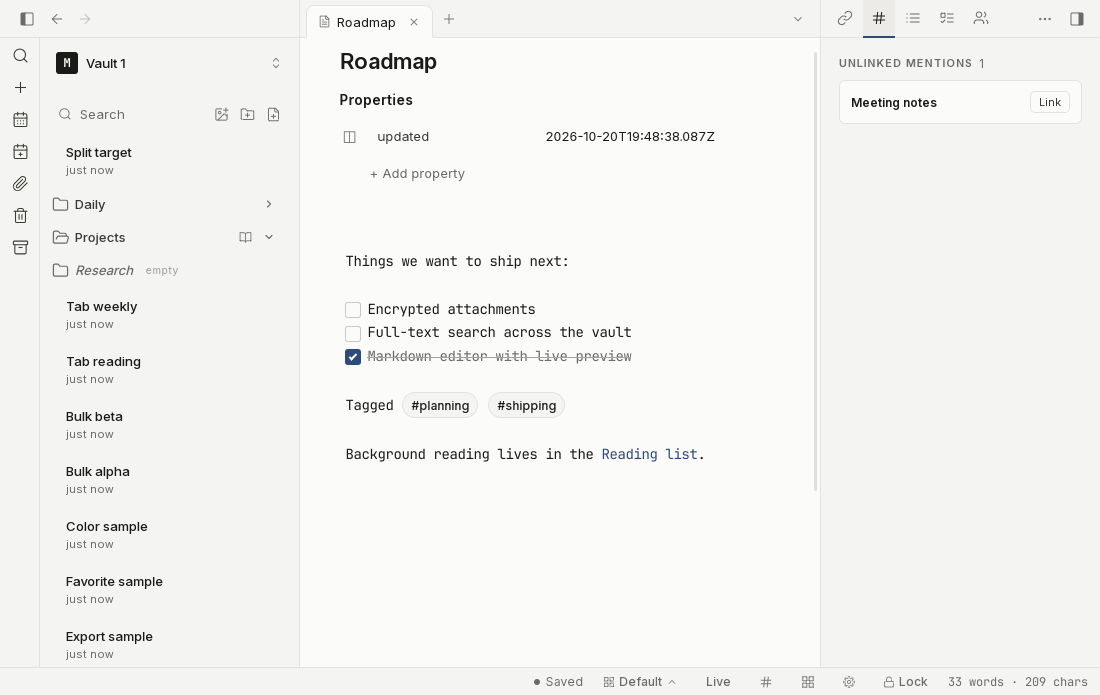 Roadmap
M Vault 1
Search
Split target
just now
Daily
Projects
Research empty
Tab weekly
just now
Tab reading
just now
Bulk beta
just now
Bulk alpha
just now
Color sample
just now
Favorite sample
just now
Export sample
just now
Roadmap
Properties
updated 2026-10-20T19:48:38.087Z
+ Add property
Things we want to ship next:
Encrypted attachments
Full-text search across the vault
Markdown editor with live preview
Tagged #planning #shipping
Background reading lives in the Reading list.
UNLINKED MENTIONS 1
Meeting notes Link
Saved Default Live Lock 33 words · 209 chars